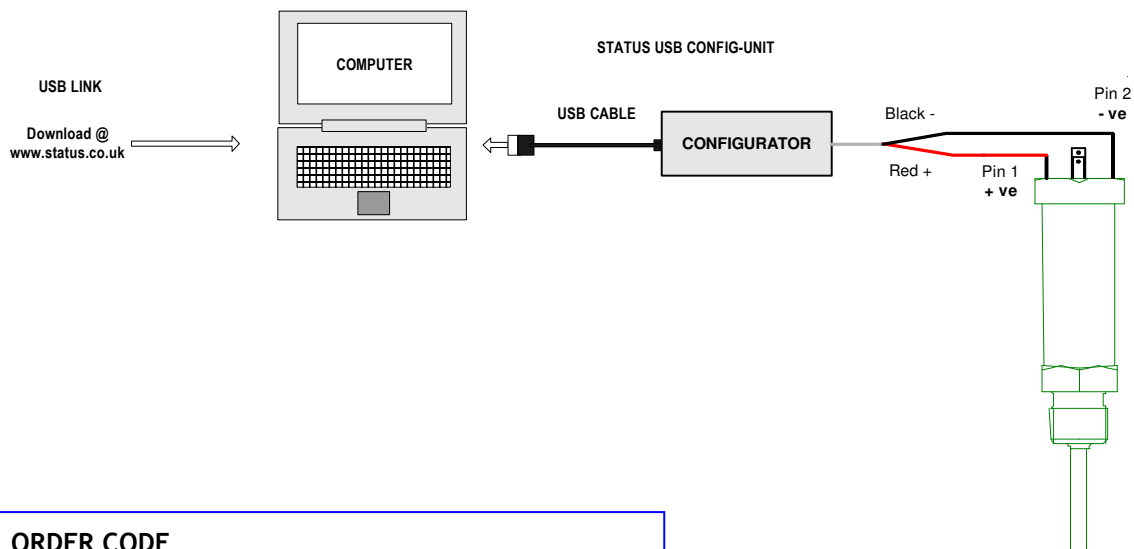 STATUS USB CONFIG-UNIT
COMPUTER
USB LINK
Download @
www.status.co.uk
USB CABLE
CONFIGURATOR
Black -
Red +
Pin 1
+ ve
Pin 2
- ve
ORDER CODE